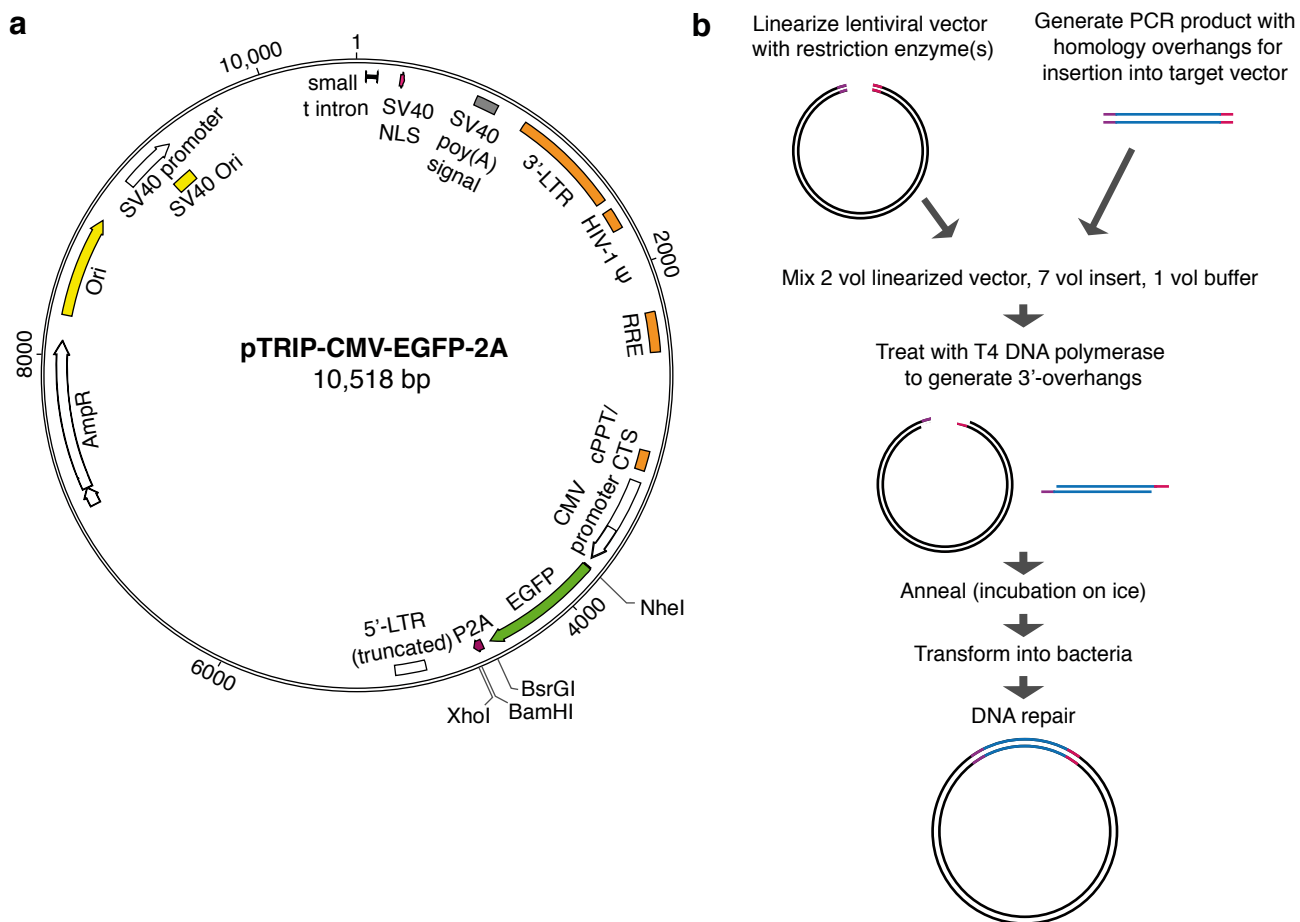 a
1
10,000
small
t intron
SV40
NLS
SV40
poy(A)
signal
3'-LTR
HIV-1 Ψ
2000
RRE
cPPT/
CTS
CMV
promoter
NheI
4000
EGFP
BsrGI
BamHI
XhoI
P2A
5'-LTR
(truncated)
6000
AmpR
8000
Ori
SV40 Ori
SV40 promoter
pTRIP-CMV-EGFP-2A
10,518 bp
b
Linearize lentiviral vector
with restriction enzyme(s)
Generate PCR product with
homology overhangs for
insertion into target vector
Mix 2 vol linearized vector, 7 vol insert, 1 vol buffer
Treat with T4 DNA polymerase
to generate 3'-overhangs
Anneal (incubation on ice)
Transform into bacteria
DNA repair